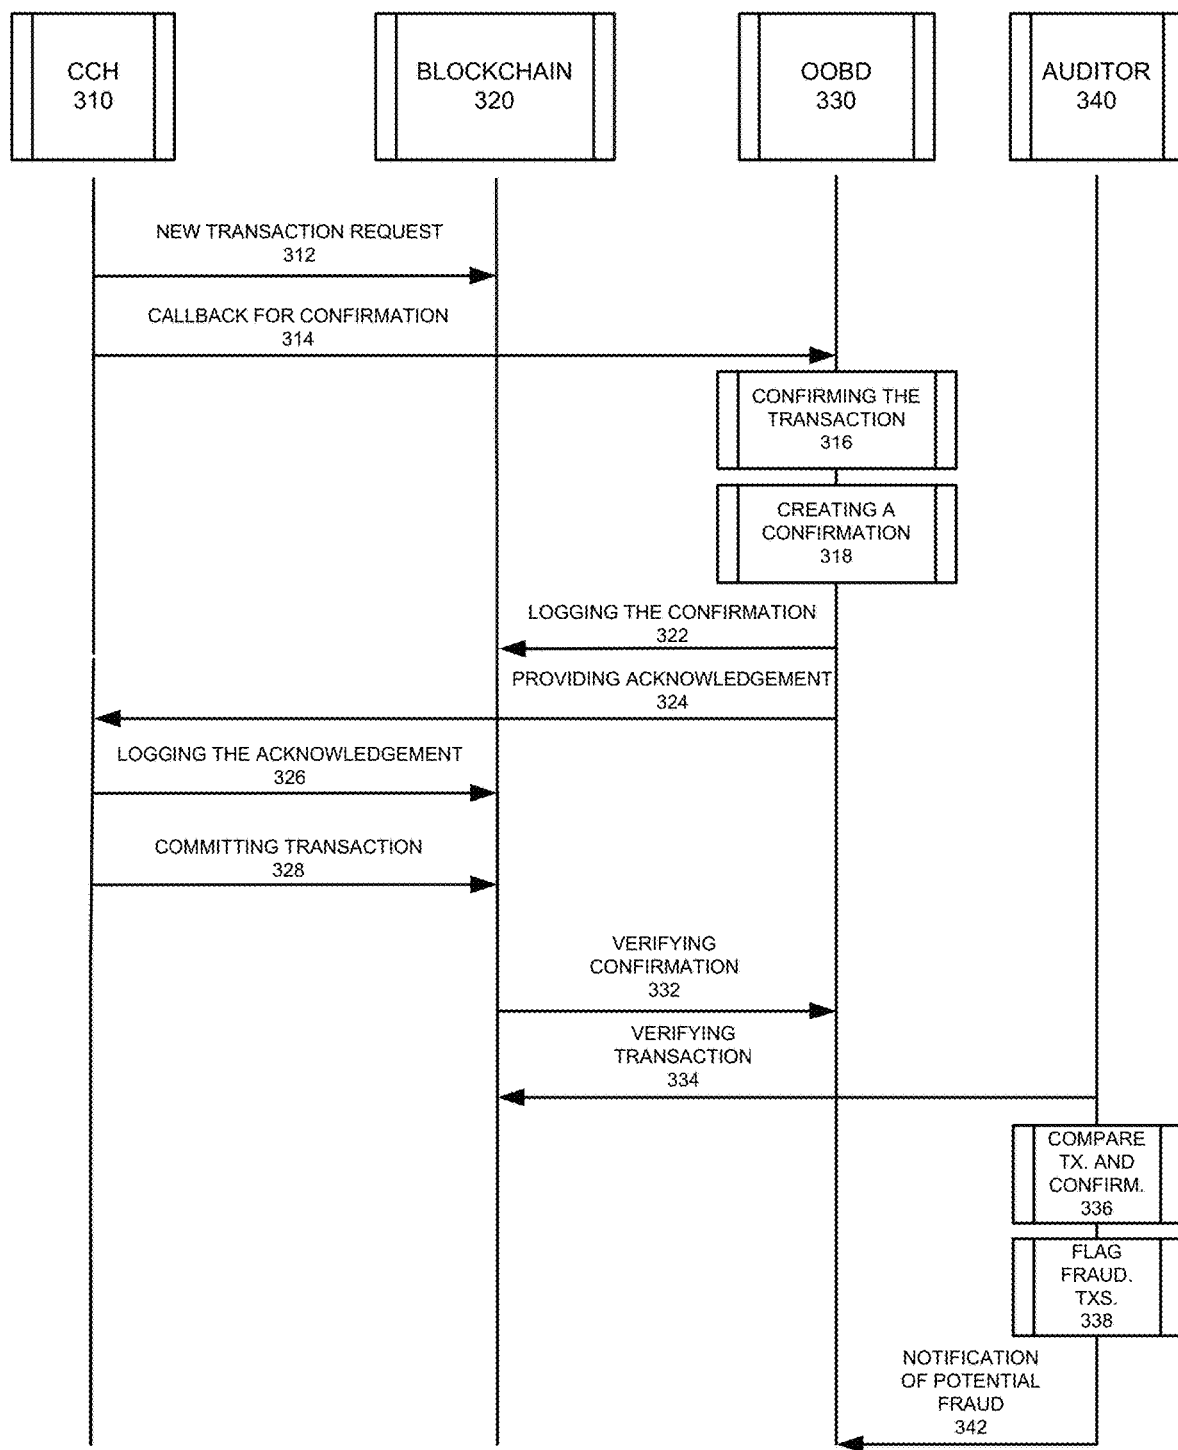 CCH
310
BLOCKCHAIN
320
OOBD
330
AUDITOR
340
NEW TRANSACTION REQUEST
312
CALLBACK FOR CONFIRMATION
314
CONFIRMING THE
TRANSACTION
316
CREATING A
CONFIRMATION
318
LOGGING THE CONFIRMATION
322
PROVIDING ACKNOWLEDGEMENT
324
LOGGING THE ACKNOWLEDGEMENT
326
COMMITTING TRANSACTION
328
VERIFYING
CONFIRMATION
332
VERIFYING
TRANSACTION
334
COMPARE
TX. AND
CONFIRM.
336
FLAG
FRAUD.
TXS.
338
NOTIFICATION
OF POTENTIAL
FRAUD
342